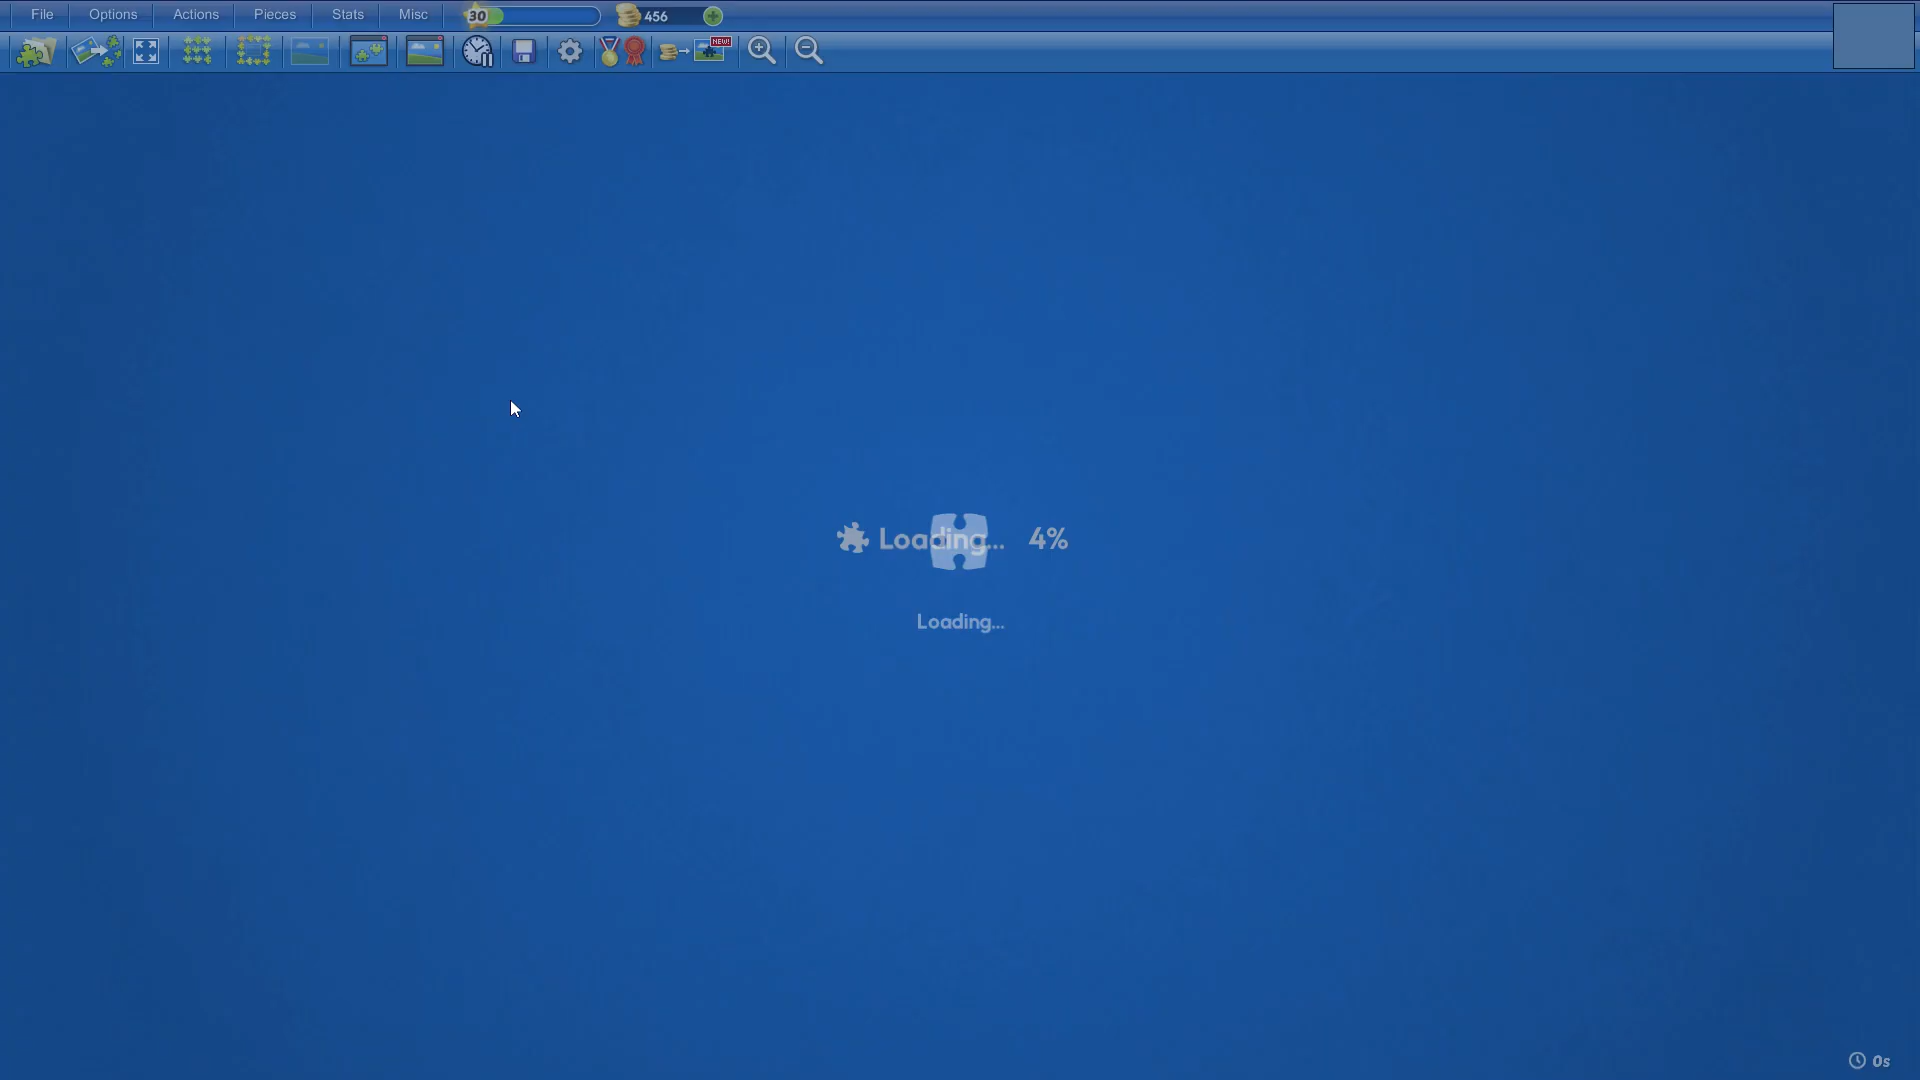 File Options Actions Pieces Stats Misc 30 456
NEW!
Loading... 4%
Loading...
0s